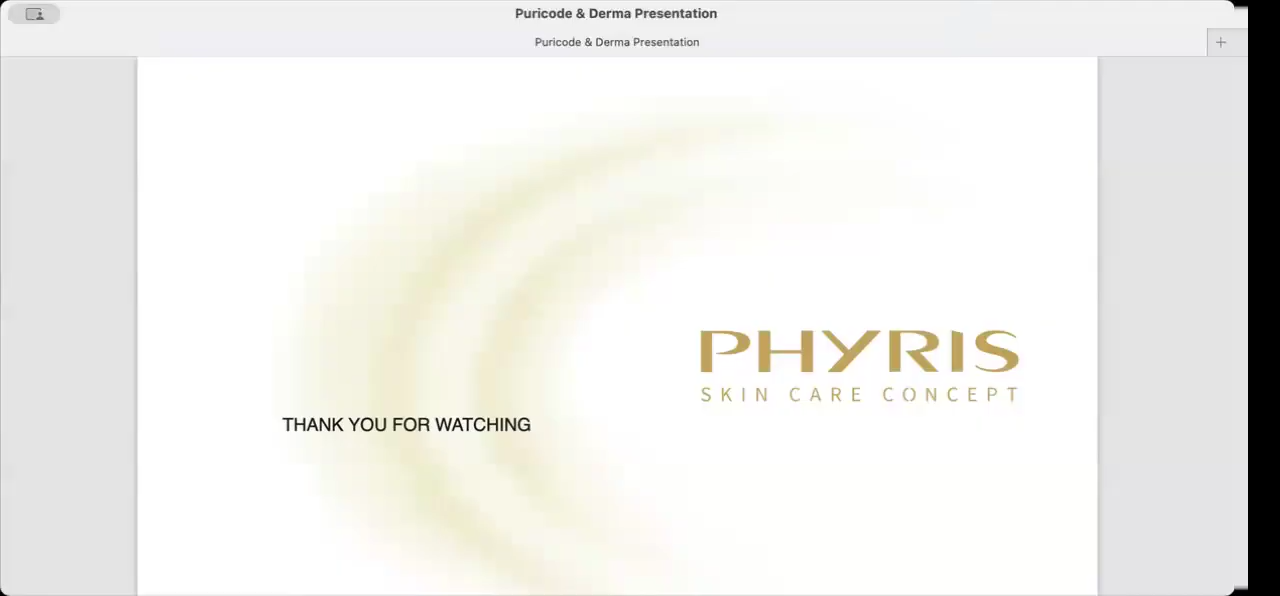 Puricode & Derma Presentation
Puricode & Derma Presentation
PHYRIS
SKIN CARE CONCEPT
THANK YOU FOR WATCHING